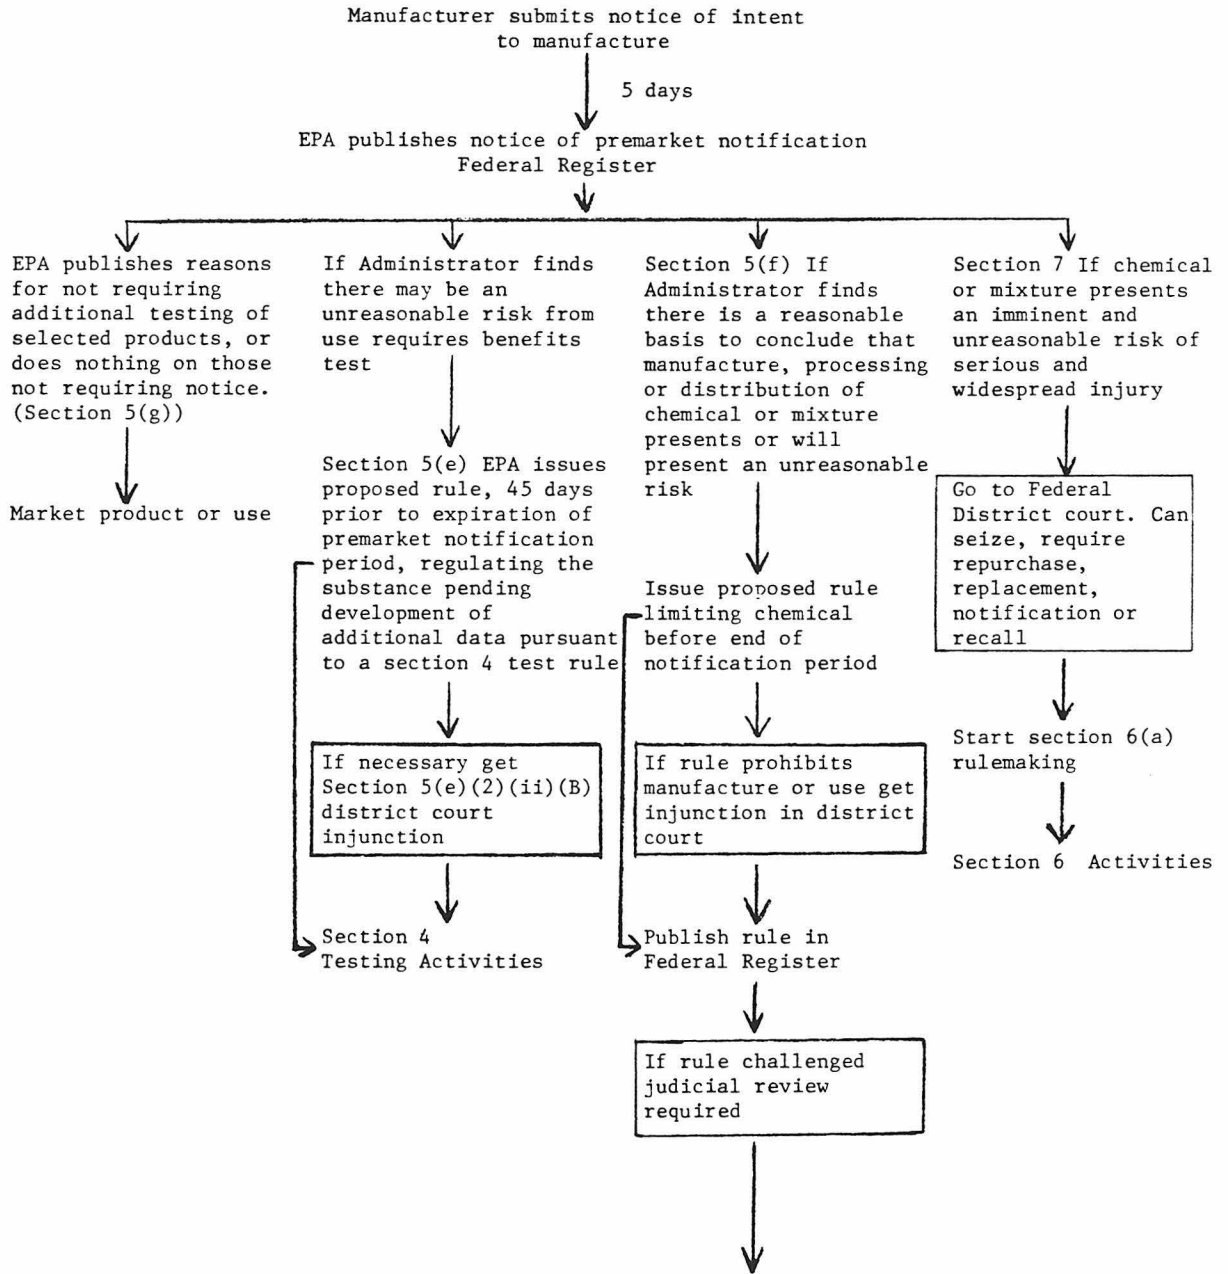 Manufacturer submits notice of intent
to manufacture
5 days
EPA publishes notice of premarket notification
Federal Register
EPA publishes reasons
for not requiring
additional testing of
selected products, or
does nothing on those
not requiring notice.
(Section 5(g))
Market product or use
If Administrator finds
there may be an
unreasonable risk from
use requires benefits
test
Section 5(e) EPA issues
proposed rule, 45 days
prior to expiration of
premarket notification
period, regulating the
substance pending
development of
additional data pursuant
to a section 4 test rule
If necessary get
Section 5(e)(2)(ii)(B)
district court
injunction
Section 4
Testing Activities
Section 5(f) If
Administrator finds
there is a reasonable
basis to conclude that
manufacture, processing
or distribution of
chemical or mixture
presents or will
present an unreasonable
risk
Issue proposed rule
limiting chemical
before end of
notification period
If rule prohibits
manufacture or use get
injunction in district
court
Publish rule in
Federal Register
If rule challenged
judicial review
required
Section 7 If chemical
or mixture presents
an imminent and
unreasonable risk of
serious and
widespread injury
Go to Federal
District court. Can
seize, require
repurchase,
replacement,
notification or
recall
Start section 6(a)
rulemaking
Section 6 Activities